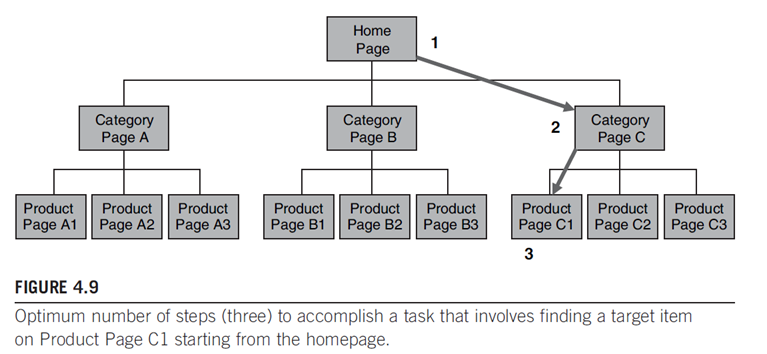 Home
Page
1
Category
Page A
Category
Page B
2
Category
Page C
Product
Page A1
Product
Page A2
Product
Page A3
Product
Page B1
Product
Page B2
Product
Page B3
Product
Page C1
Product
Page C2
Product
Page C3
3
FIGURE 4.9
Optimum number of steps (three) to accomplish a task that involves finding a target item
on Product Page C1 starting from the homepage.